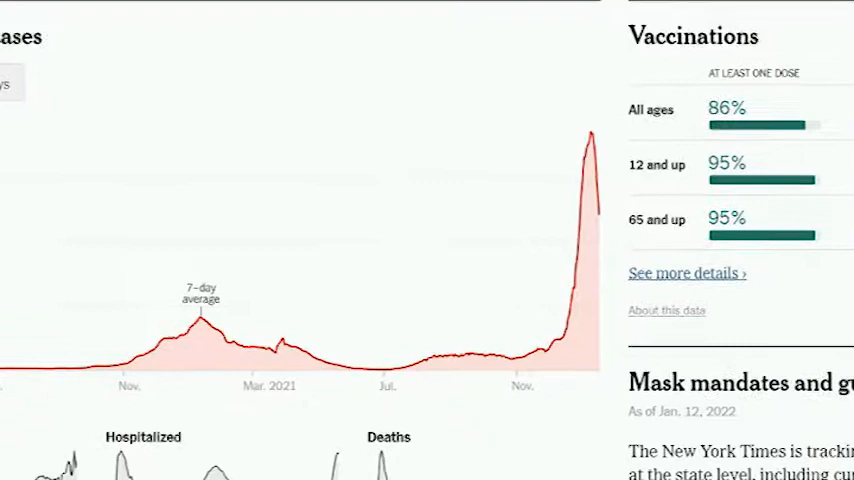 ases
ys
7-day
average
Nov.
Mar. 2021
Jul.
Nov.
Hospitalized
Deaths
Vaccinations
AT LEAST ONE DOSE
All ages
86%
12 and up
95%
65 and up
95%
See more details ›
About this data
Mask mandates and gu
As of Jan. 12, 2022
The New York Times is trackin
at the state level, including cur